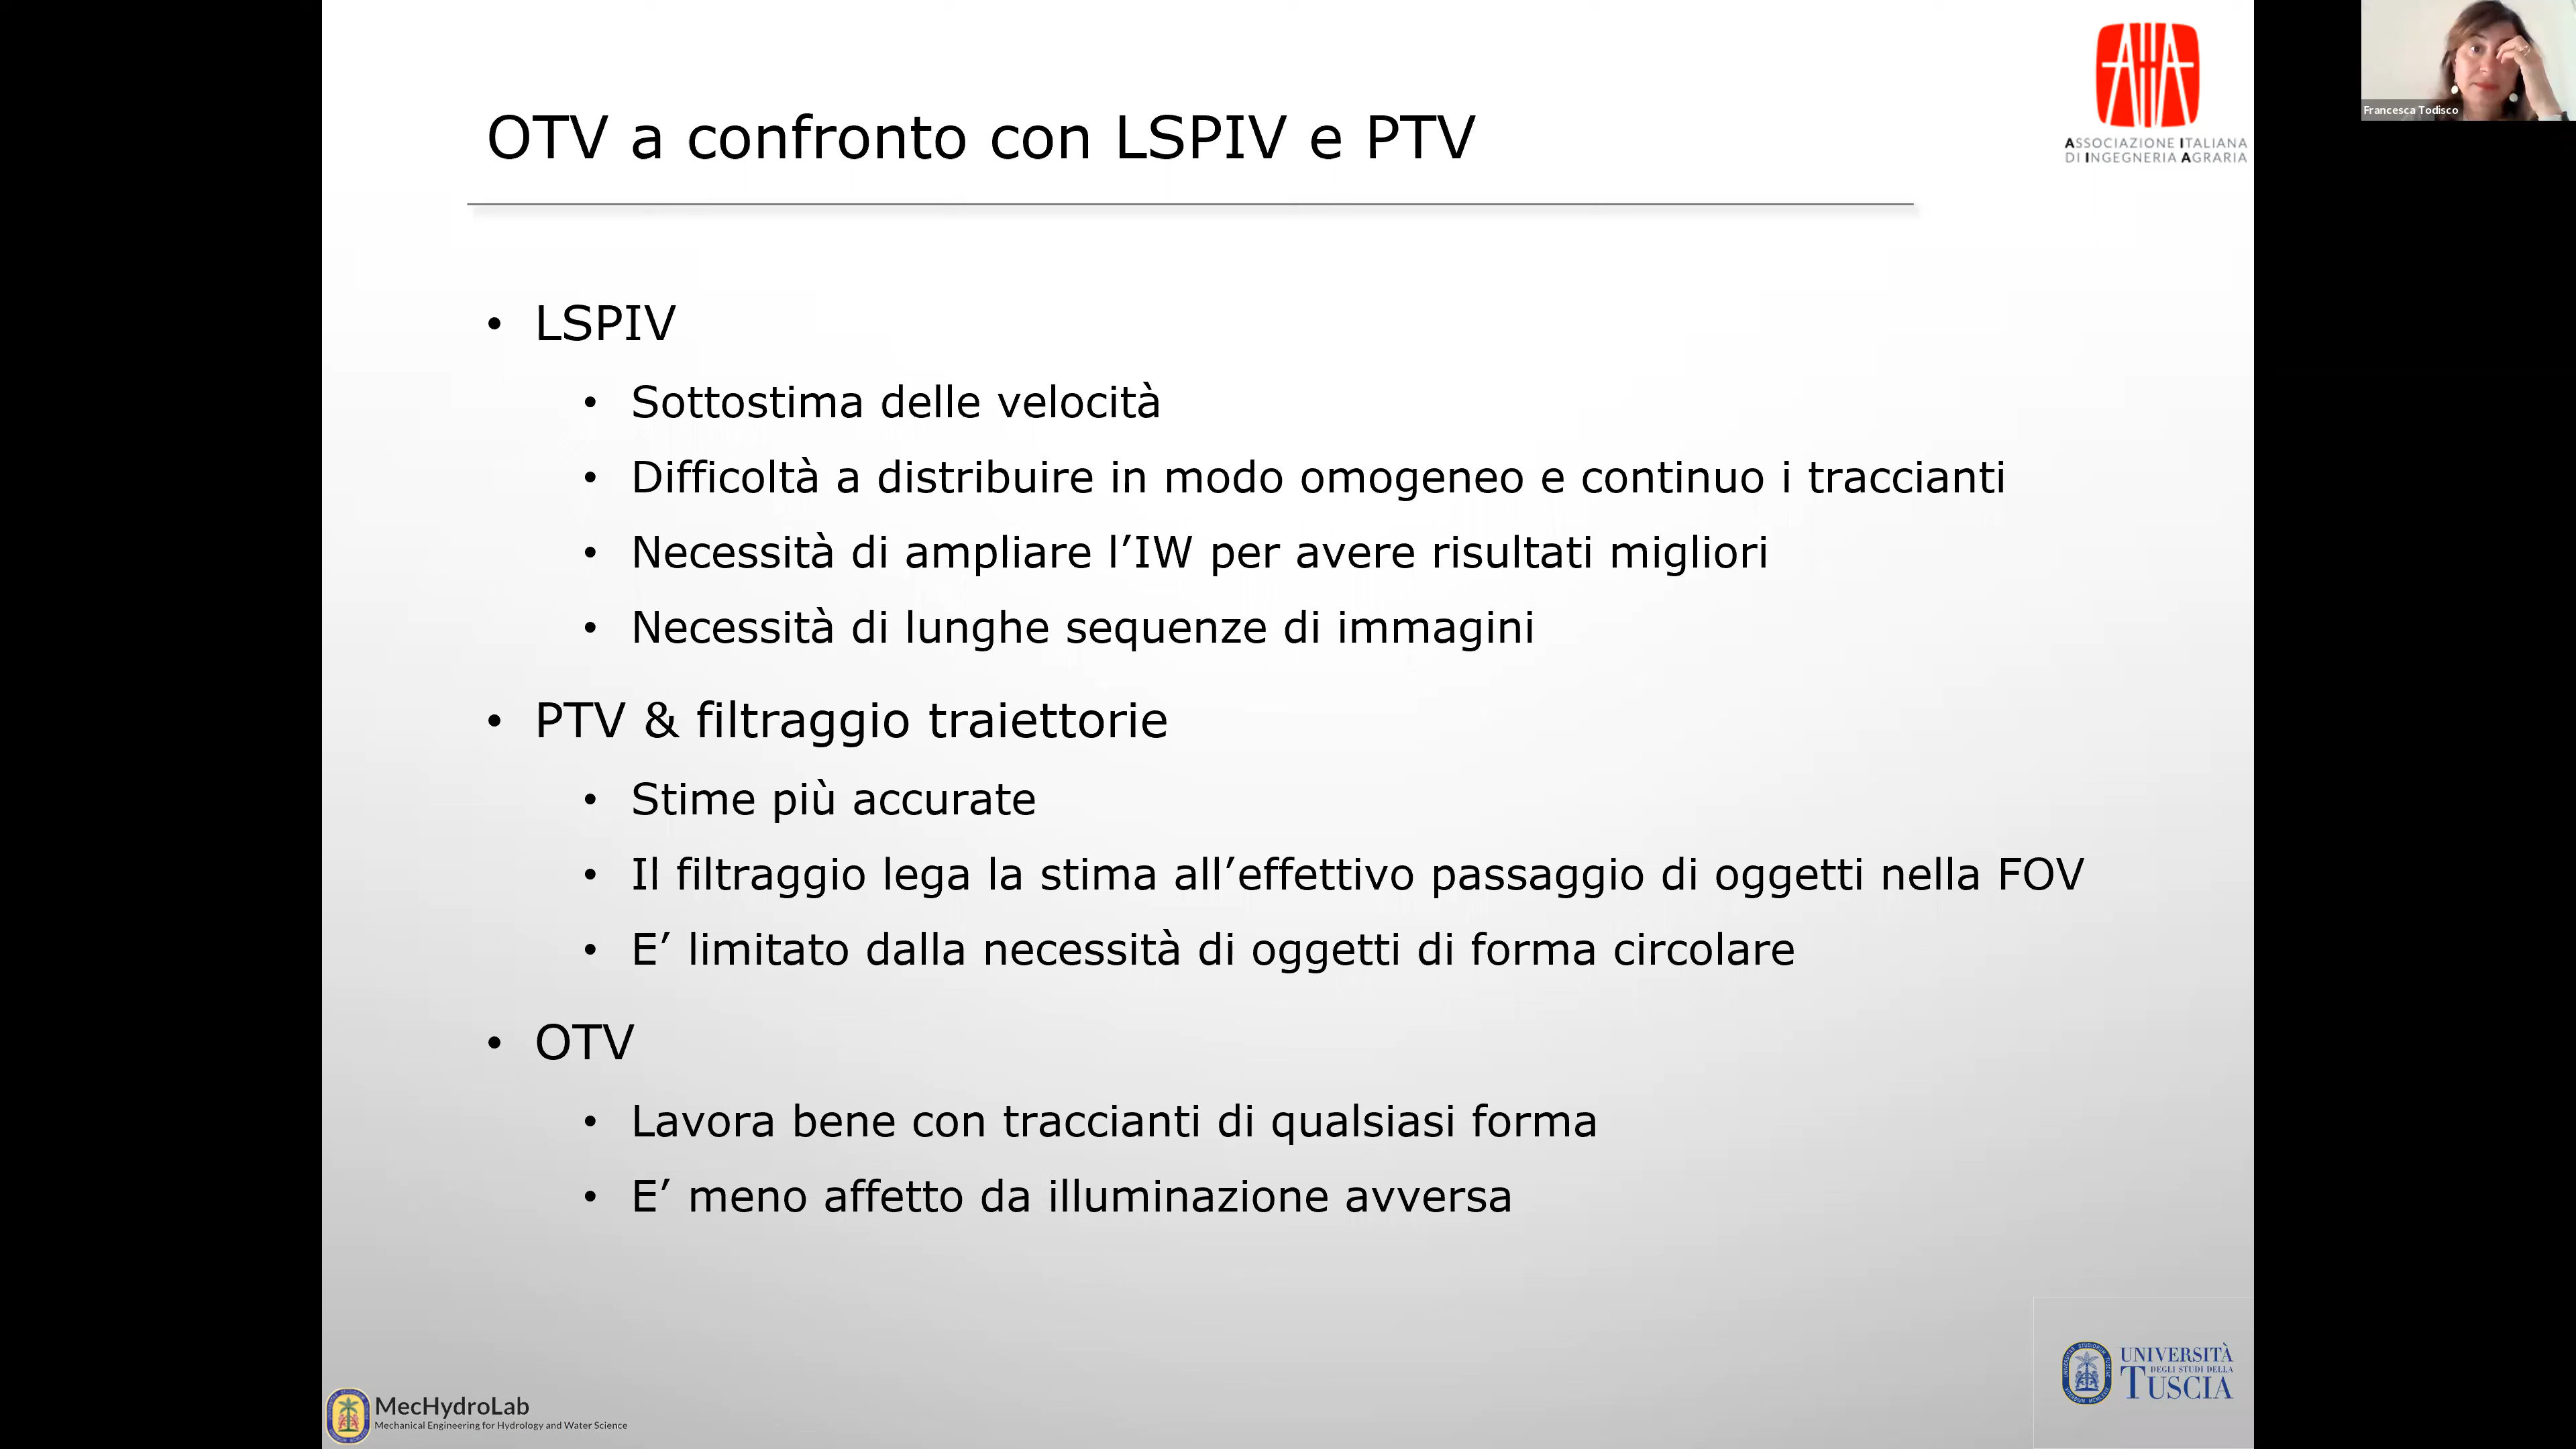 OTV a confronto con LSPIV e PTV
ASSOCIAZIONE ITALIANA
DI INGEGNERIA AGRARIA
Francesca Todisco
• LSPIV
• Sottostima delle velocità
• Difficoltà a distribuire in modo omogeneo e continuo i traccianti
• Necessità di ampliare l’IW per avere risultati migliori
• Necessità di lunghe sequenze di immagini
• PTV & filtraggio traiettorie
• Stime più accurate
• Il filtraggio lega la stima all’effettivo passaggio di oggetti nella FOV
• E’ limitato dalla necessità di oggetti di forma circolare
• OTV
• Lavora bene con traccianti di qualsiasi forma
• E’ meno affetto da illuminazione avversa
MecHydroLab
Mechanical Engineering for Hydrology and Water Science
UNIVERSITÀ
DEGLI STUDI DELLA
TUSCIA